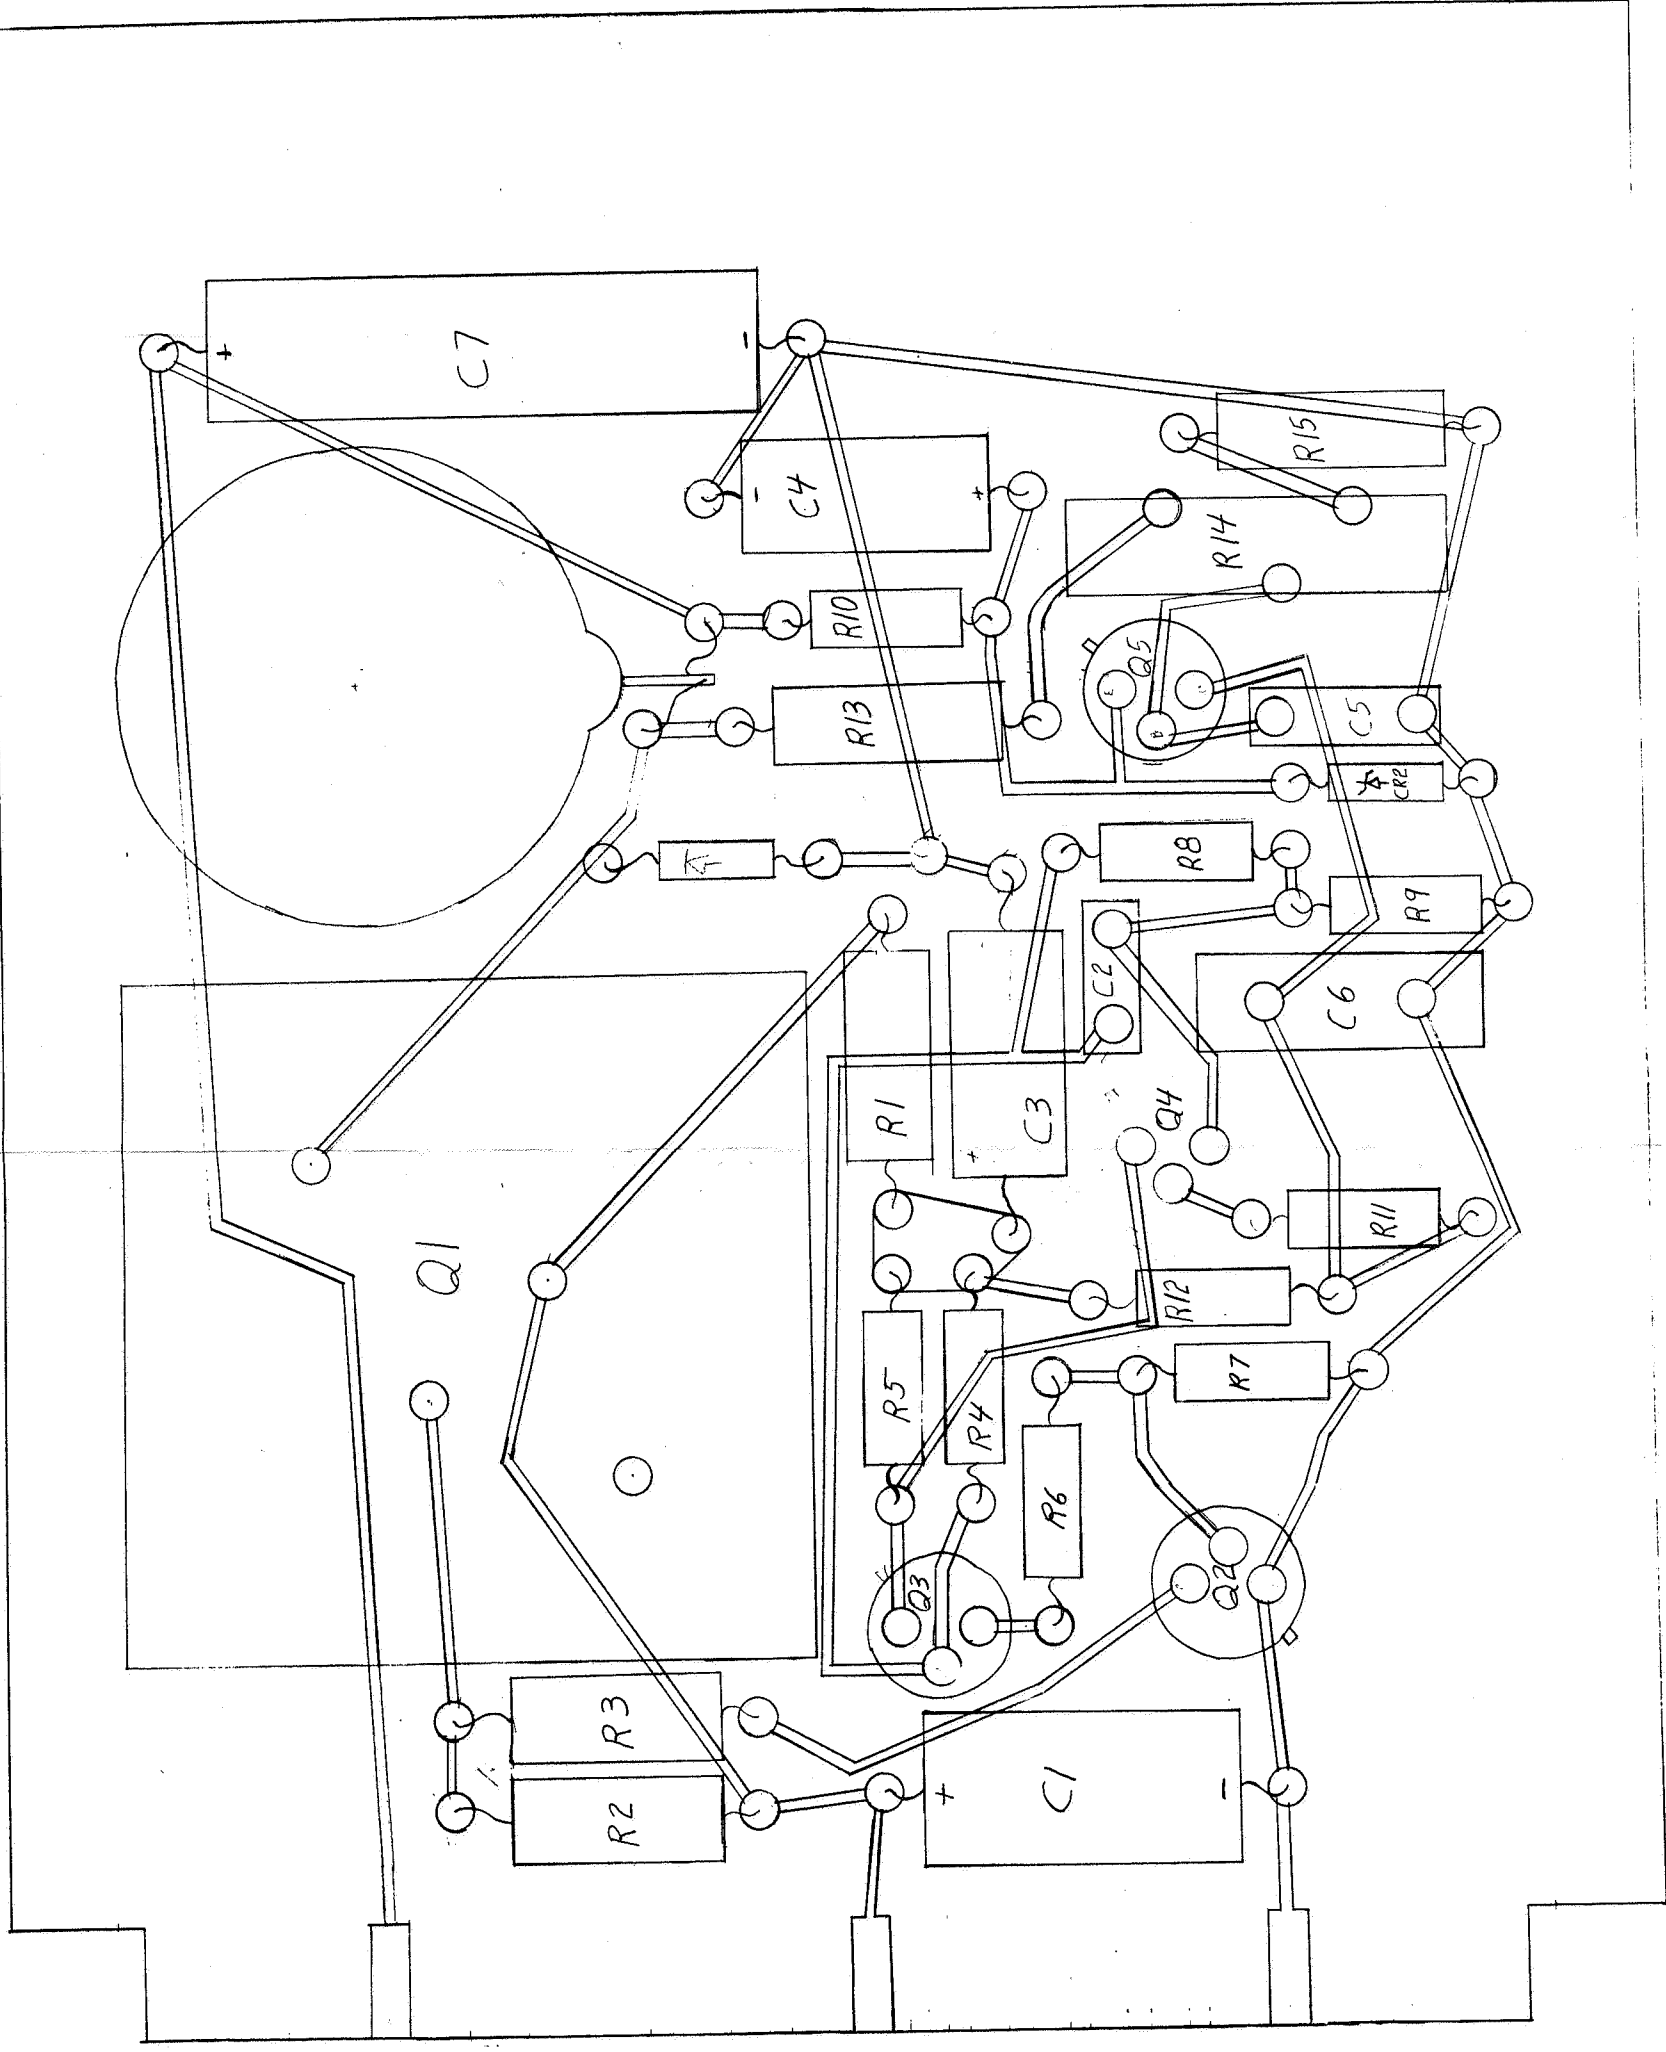 +
C7
-
-
C4
+
R15
R14
R10
Q5
E
B
R13
C5
CR2
R8
R9
C2
C6
R1
C3
+
Q4
Q1
R11
R12
R5
R4
R7
R6
Q3
Q2
R3
R2
+
C1
-